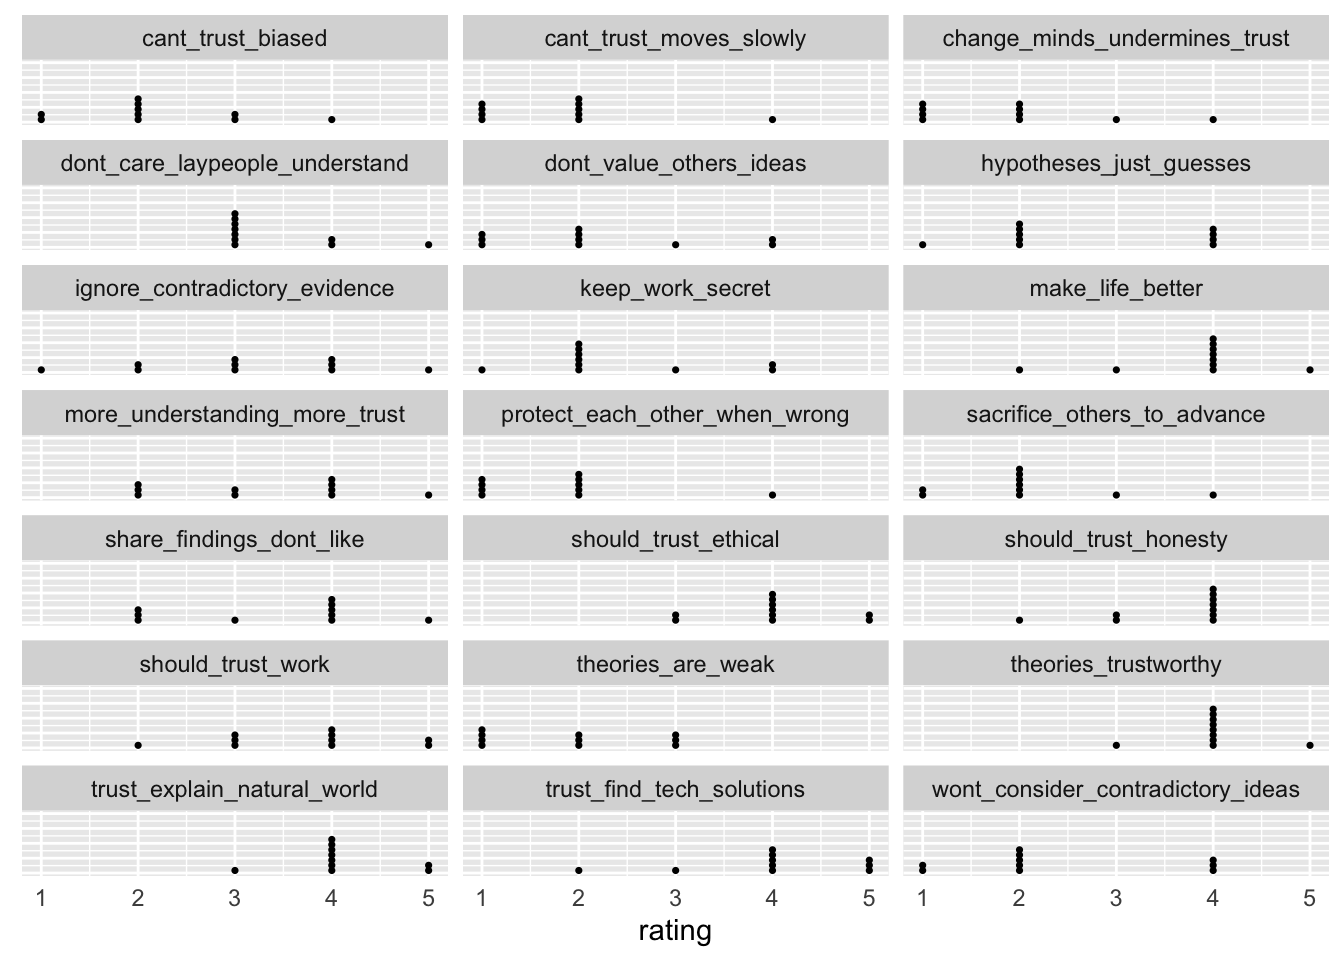 cant_trust_biased
cant_trust_moves_slowly
change_minds_undermines_trust
dont_care_laypeople_understand
dont_value_others_ideas
hypotheses_just_guesses
ignore_contradictory_evidence
keep_work_secret
make_life_better
more_understanding_more_trust
protect_each_other_when_wrong
sacrifice_others_to_advance
share_findings_dont_like
should_trust_ethical
should_trust_honesty
should_trust_work
theories_are_weak
theories_trustworthy
trust_explain_natural_world
trust_find_tech_solutions
wont_consider_contradictory_ideas
1 2 3 4 5
1 2 3 4 5
1 2 3 4 5
rating